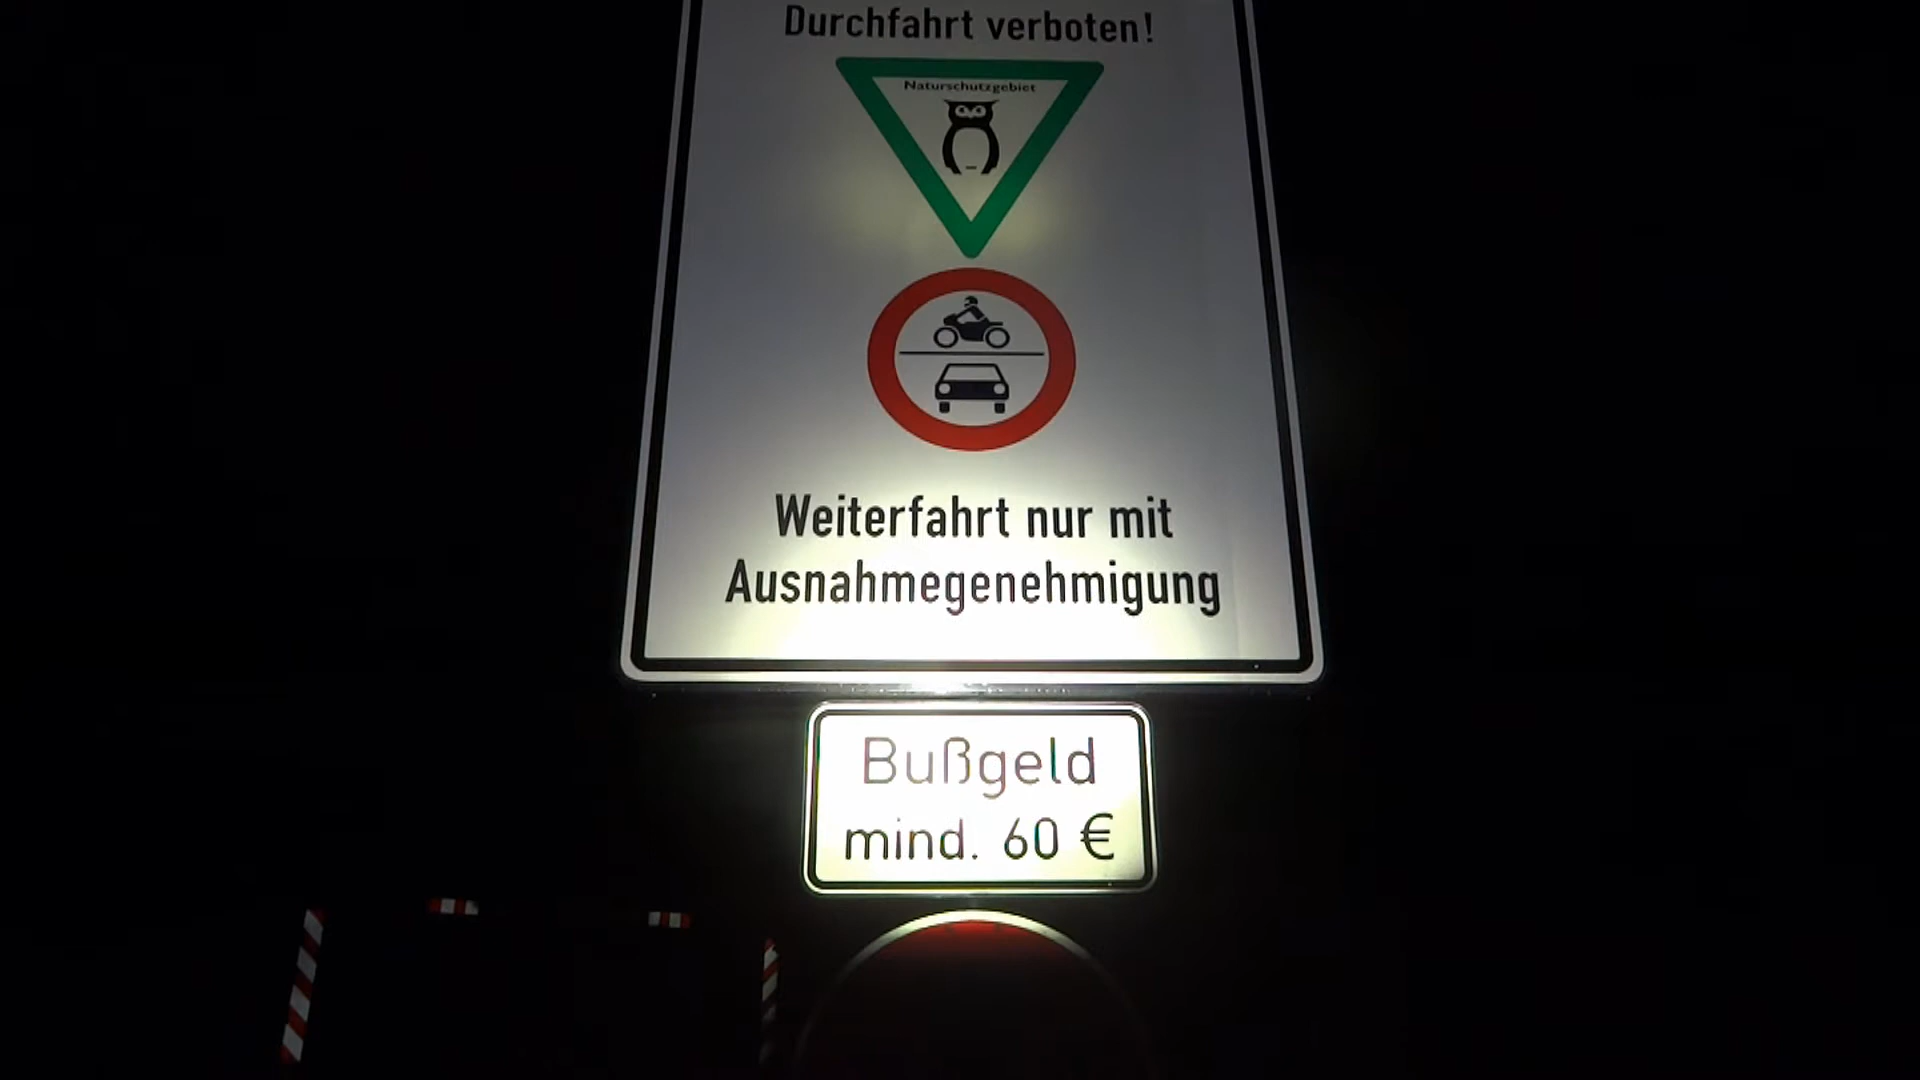 Durchfahrt verboten!
Naturschutzgebiet
Weiterfahrt nur mit
Ausnahmegenehmigung
Bußgeld
mind. 60 €